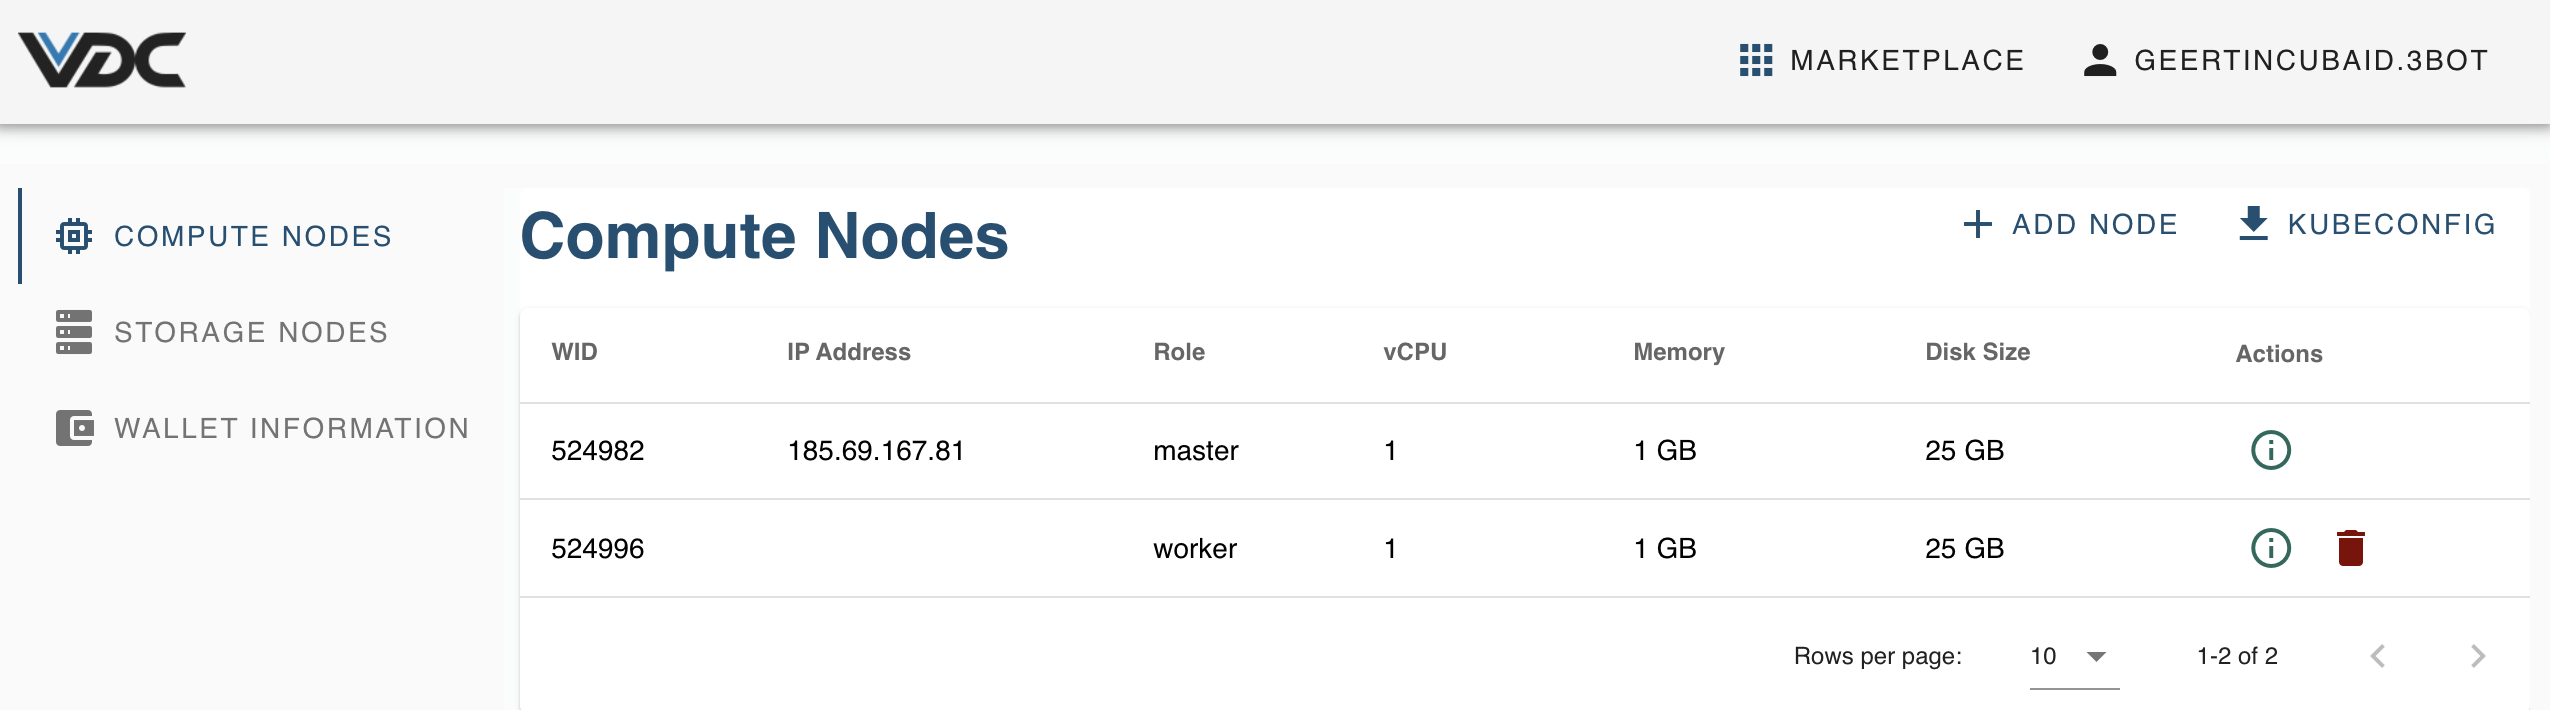 VDC
MARKETPLACE
GEERTINCUBAID.3BOT
COMPUTE NODES
STORAGE NODES
WALLET INFORMATION
Compute Nodes
ADD NODE
KUBECONFIG
WID IP Address Role vCPU Memory Disk Size Actions
524982 185.69.167.81 master 1 1 GB 25 GB
524996 worker 1 1 GB 25 GB
Rows per page: 10 1-2 of 2